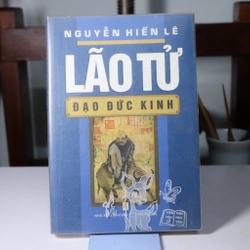 NGUYỄN HIẾN LÊ
LÃO TỬ
ĐẠO ĐỨC KINH